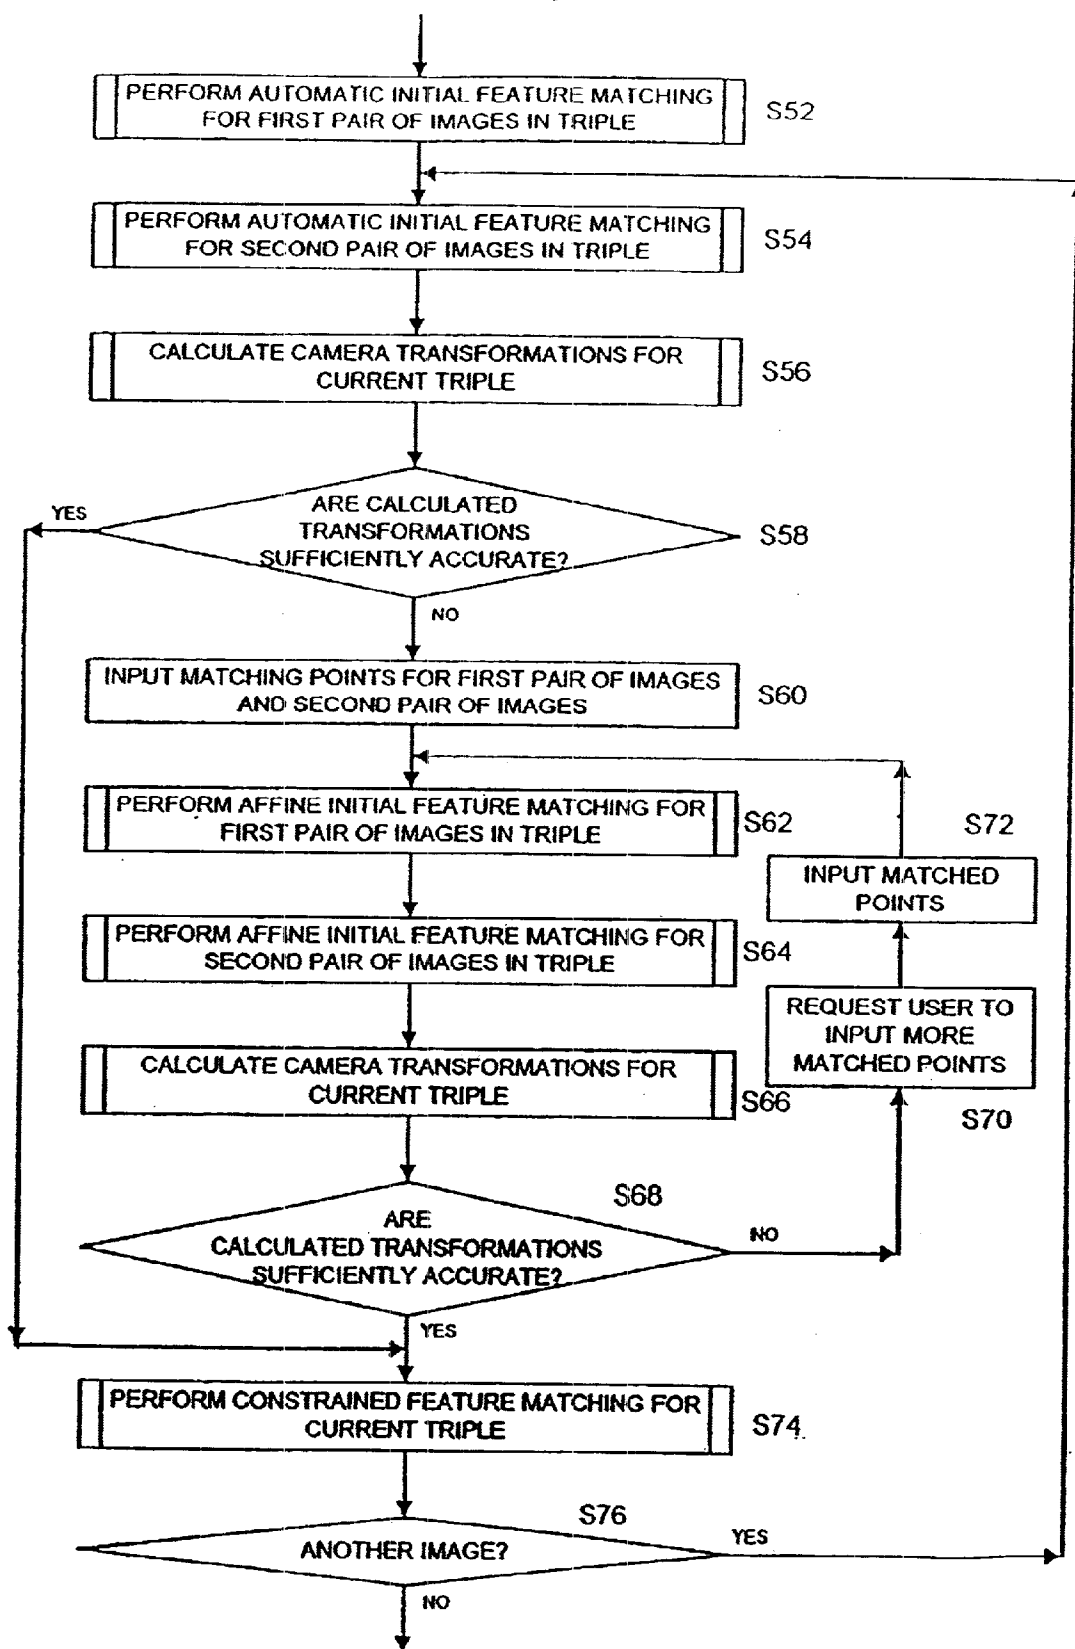 PERFORM AUTOMATIC INITIAL FEATURE MATCHING
FOR FIRST PAIR OF IMAGES IN TRIPLE
S52
PERFORM AUTOMATIC INITIAL FEATURE MATCHING
FOR SECOND PAIR OF IMAGES IN TRIPLE
S54
CALCULATE CAMERA TRANSFORMATIONS FOR
CURRENT TRIPLE
S56
YES
ARE CALCULATED
TRANSFORMATIONS
SUFFICIENTLY ACCURATE?
S58
NO
INPUT MATCHING POINTS FOR FIRST PAIR OF IMAGES
AND SECOND PAIR OF IMAGES
S60
PERFORM AFFINE INITIAL FEATURE MATCHING FOR
FIRST PAIR OF IMAGES IN TRIPLE
S62
S72
INPUT MATCHED
POINTS
PERFORM AFFINE INITIAL FEATURE MATCHING FOR
SECOND PAIR OF IMAGES IN TRIPLE
S64
REQUEST USER TO
INPUT MORE
MATCHED POINTS
S70
CALCULATE CAMERA TRANSFORMATIONS FOR
CURRENT TRIPLE
S66
S68
ARE
CALCULATED TRANSFORMATIONS
SUFFICIENTLY ACCURATE?
NO
YES
PERFORM CONSTRAINED FEATURE MATCHING FOR
CURRENT TRIPLE
S74
S76
ANOTHER IMAGE?
YES
NO